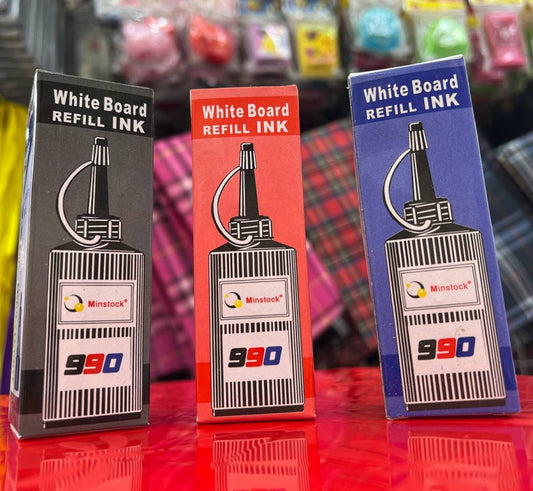 White Board
REFILL INK
Minstock®
990
White Board
REFILL INK
Minstock®
990
White Board
REFILL INK
Minstock®
990